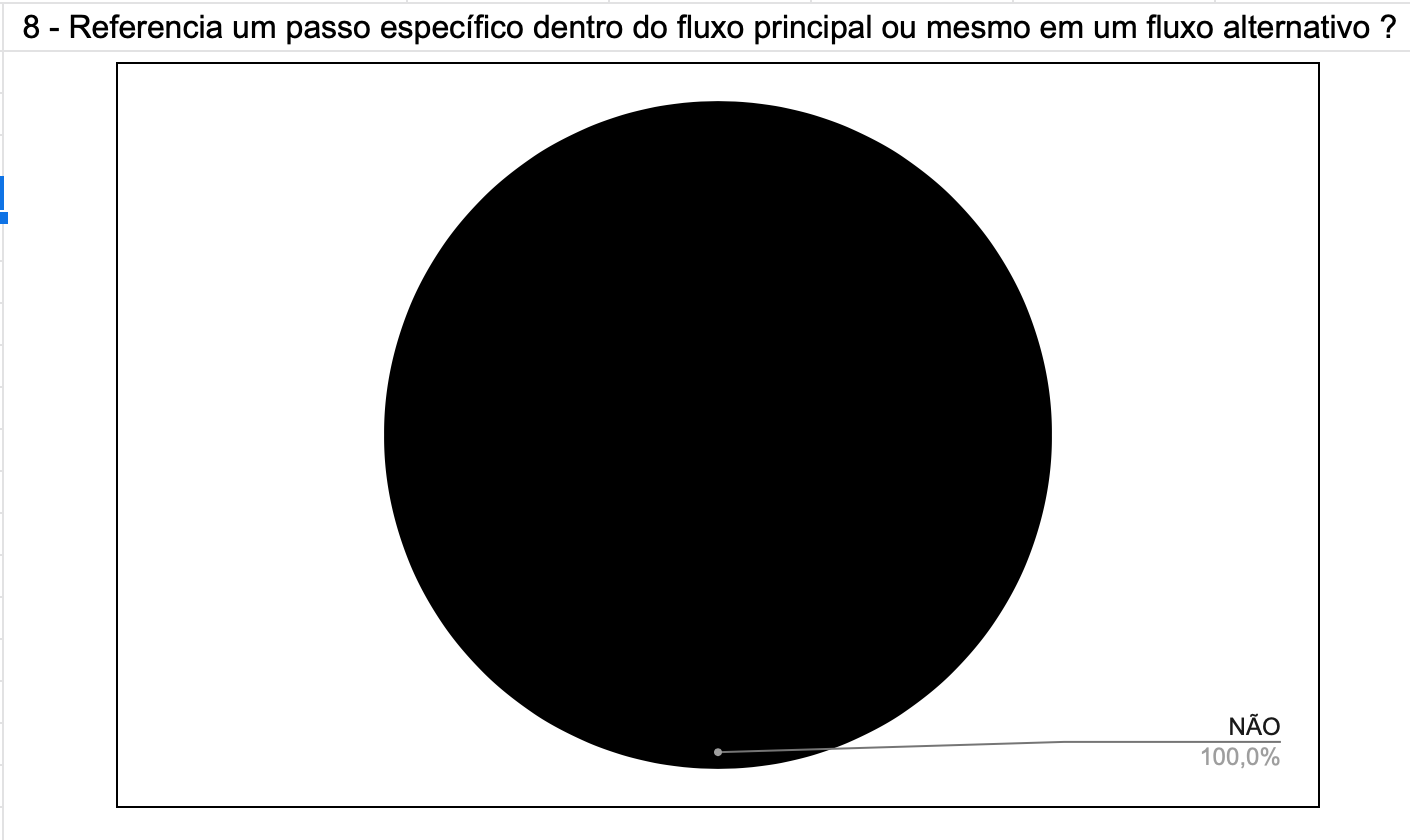 8 - Referencia um passo específico dentro do fluxo principal ou mesmo em um fluxo alternativo ?
NÃO
100,0%